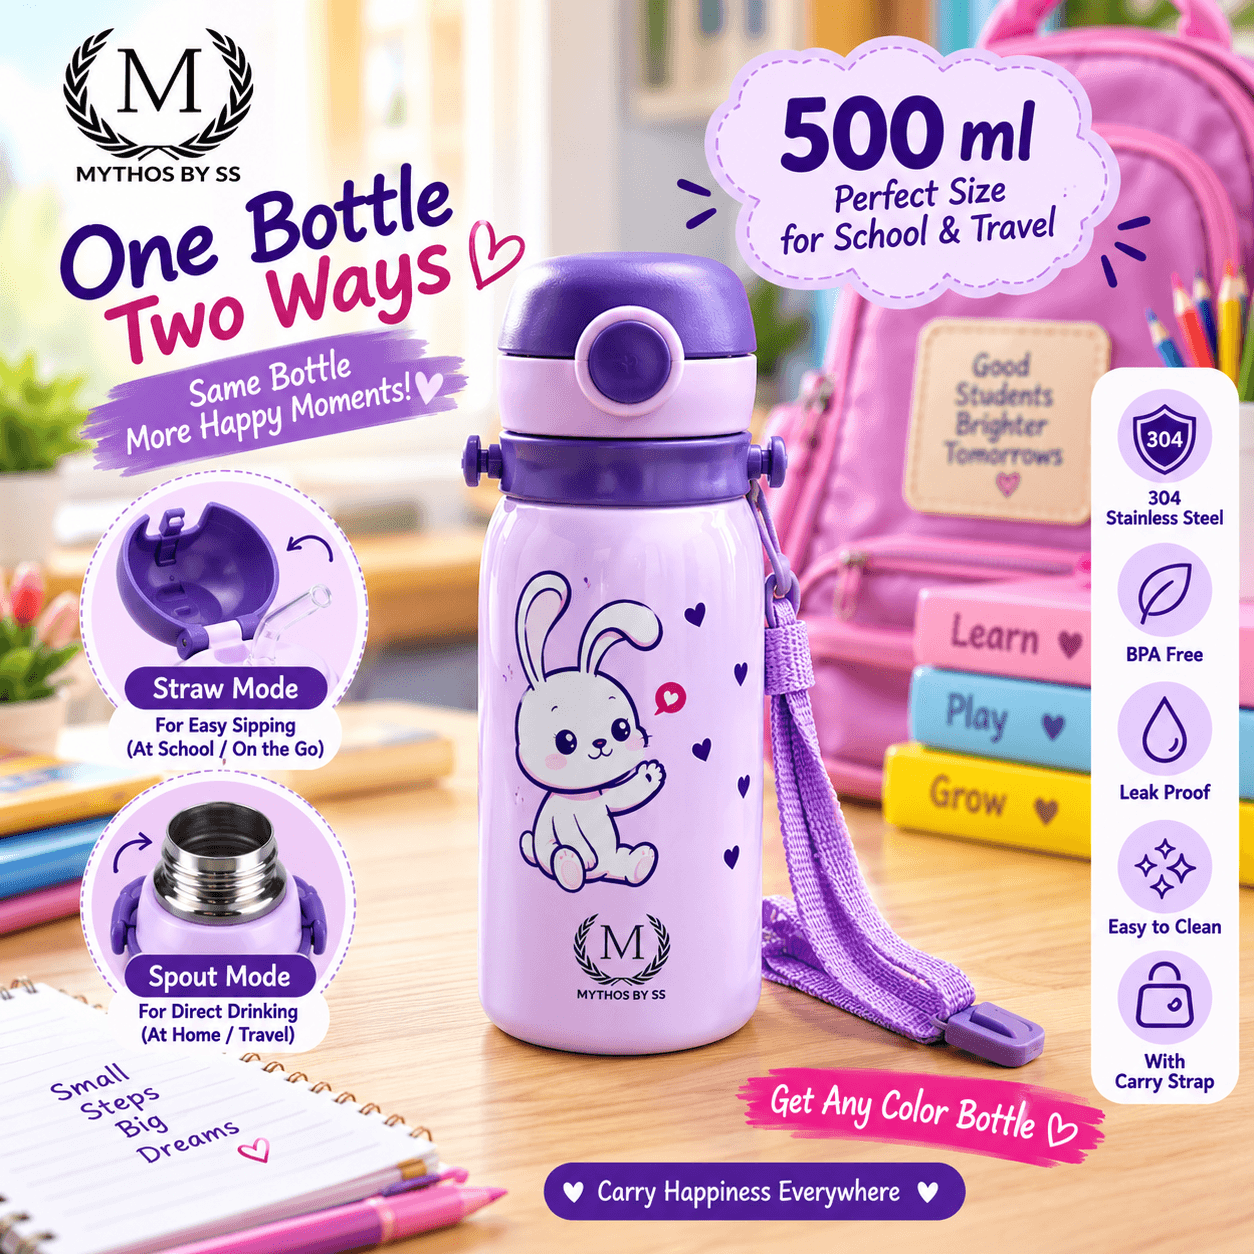 M
MYTHOS BY SS
One Bottle
Two Ways
Same Bottle
More Happy Moments!
500 ml
Perfect Size
for School & Travel
Good
Students
Brighter
Tomorrows
304
304
Stainless Steel
BPA Free
Leak Proof
Easy to Clean
With
Carry Strap
Learn
Play
Grow
Straw Mode
For Easy Sipping
(At School / On the Go)
Spout Mode
For Direct Drinking
(At Home / Travel)
M
MYTHOS BY SS
Small
Steps
Big
Dreams
Get Any Color Bottle
Carry Happiness Everywhere